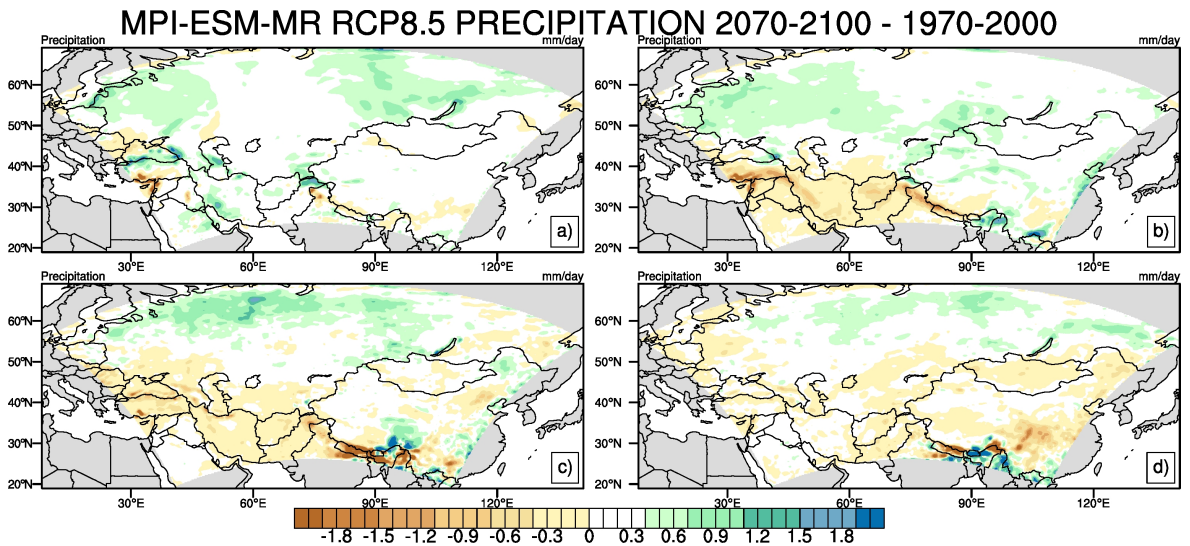 MPI-ESM-MR RCP8.5 PRECIPITATION 2070-2100 - 1970-2000
Precipitation mm/day Precipitation mm/day
60°N 60°N
50°N 50°N
40°N 40°N
30°N 30°N
20°N a) 20°N b)
30°E 60°E 90°E 120°E 30°E 60°E 90°E 120°E
Precipitation mm/day Precipitation mm/day
60°N 60°N
50°N 50°N
40°N 40°N
30°N 30°N
20°N c) 20°N d)
30°E 60°E 90°E 120°E 30°E 60°E 90°E 120°E
-1.8 -1.5 -1.2 -0.9 -0.6 -0.3 0 0.3 0.6 0.9 1.2 1.5 1.8